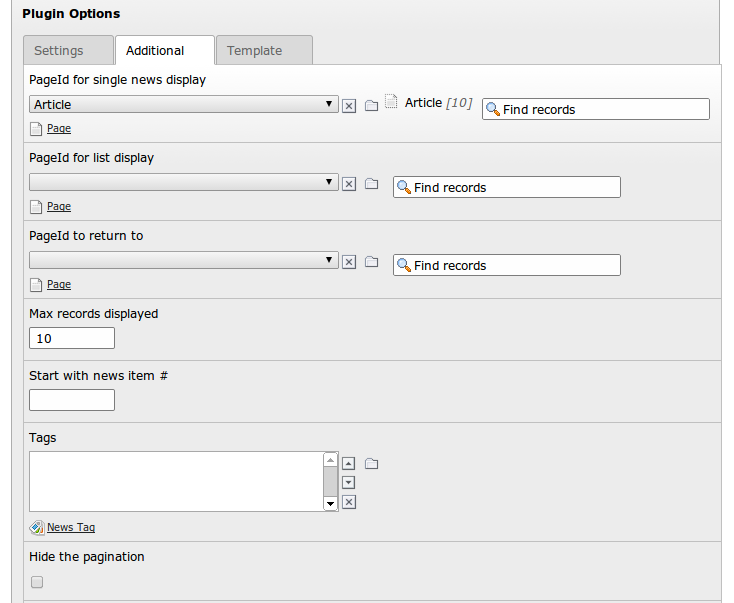 Plugin Options
Settings Additional Template
PageId for single news display
Article Article [10] Find records
Page
PageId for list display
Find records
Page
PageId to return to
Find records
Page
Max records displayed
10
Start with news item #
Tags
News Tag
Hide the pagination